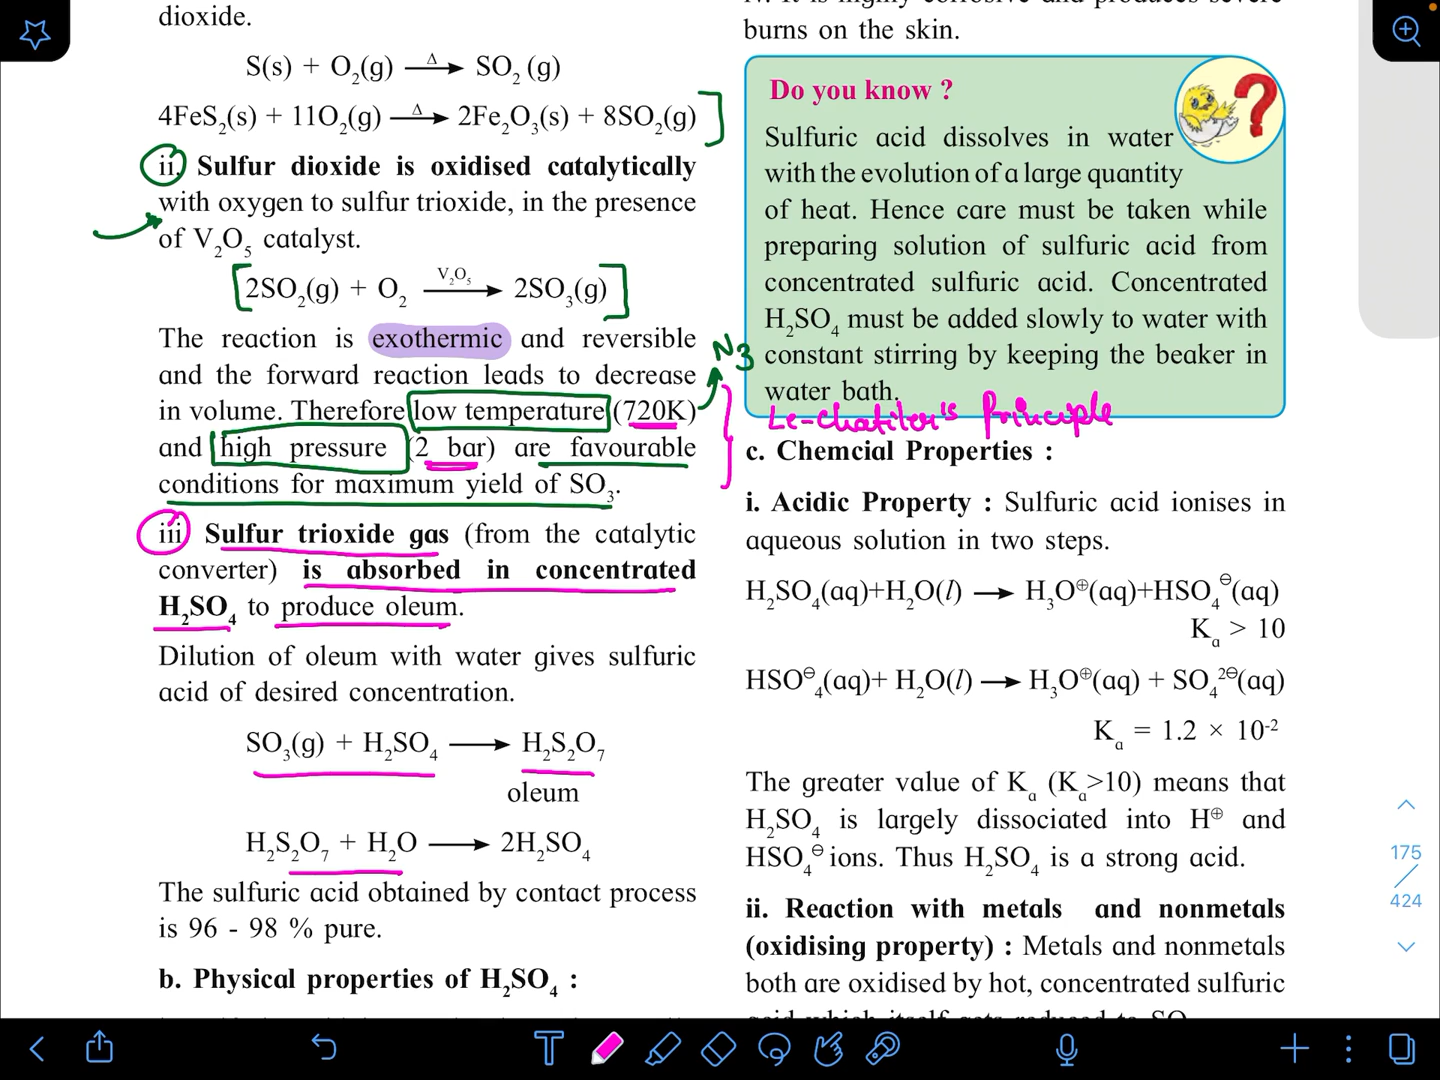 dioxide.
S(s) + O₂(g) —Δ→ SO₂ (g)
4FeS₂(s) + 11O₂(g) —Δ→ 2Fe₂O₃(s) + 8SO₂(g)
ii. Sulfur dioxide is oxidised catalytically
with oxygen to sulfur trioxide, in the presence
of V₂O₅ catalyst.
2SO₂(g) + O₂ —V₂O₅→ 2SO₃(g)
The reaction is exothermic and reversible
and the forward reaction leads to decrease
in volume. Therefore low temperature (720K)
and high pressure (2 bar) are favourable
conditions for maximum yield of SO₃.
iii Sulfur trioxide gas (from the catalytic
converter) is absorbed in concentrated
H₂SO₄ to produce oleum.
Dilution of oleum with water gives sulfuric
acid of desired concentration.
SO₃(g) + H₂SO₄ ⟶ H₂S₂O₇
oleum
H₂S₂O₇ + H₂O ⟶ 2H₂SO₄
The sulfuric acid obtained by contact process
is 96 - 98 % pure.
b. Physical properties of H₂SO₄ :
burns on the skin.
Do you know ?
Sulfuric acid dissolves in water
with the evolution of a large quantity
of heat. Hence care must be taken while
preparing solution of sulfuric acid from
concentrated sulfuric acid. Concentrated
H₂SO₄ must be added slowly to water with
constant stirring by keeping the beaker in
water bath.
N3
Le-chatiler's Principle
c. Chemcial Properties :
i. Acidic Property : Sulfuric acid ionises in
aqueous solution in two steps.
H₂SO₄(aq)+H₂O(l) ⟶ H₃O⊕(aq)+HSO₄⊖(aq)
Kₐ > 10
HSO⊖₄(aq)+ H₂O(l) ⟶ H₃O⊕(aq) + SO₄²⊖(aq)
Kₐ = 1.2 × 10⁻²
The greater value of Kₐ (Kₐ>10) means that
H₂SO₄ is largely dissociated into H⊕ and
HSO₄⊖ ions. Thus H₂SO₄ is a strong acid.
ii. Reaction with metals and nonmetals
(oxidising property) : Metals and nonmetals
both are oxidised by hot, concentrated sulfuric
175
424